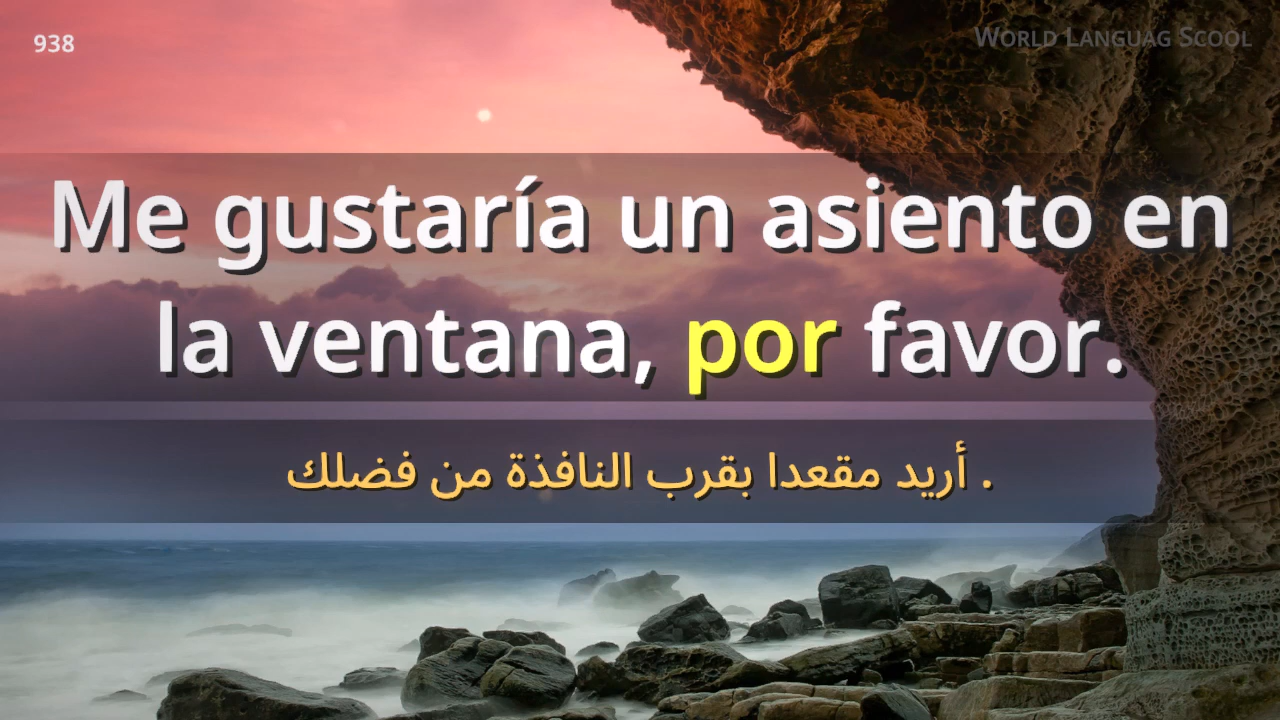 938
World Languag Scool
Me gustaría un asiento en
la ventana, por favor.
أريد مقعدا بقرب النافذة من فضلك .